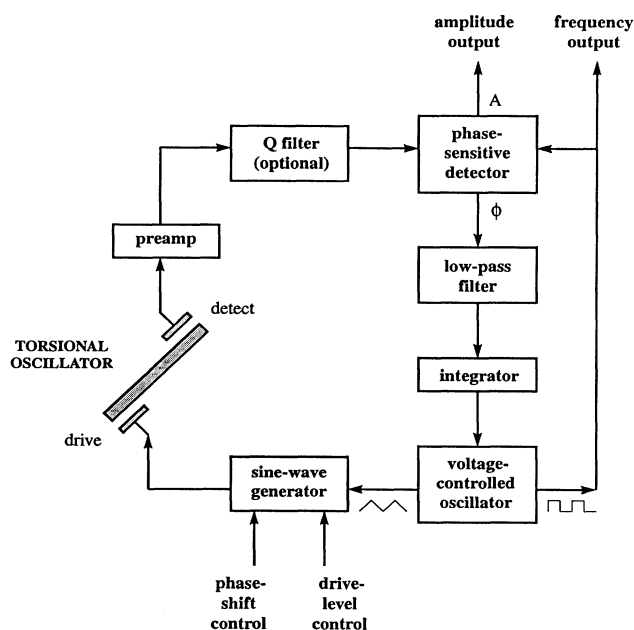 amplitude
output
frequency
output
A
Q filter
(optional)
phase-
sensitive
detector
ϕ
preamp
low-pass
filter
detect
TORSIONAL
OSCILLATOR
integrator
drive
sine-wave
generator
voltage-
controlled
oscillator
phase-
shift
control
drive-
level
control